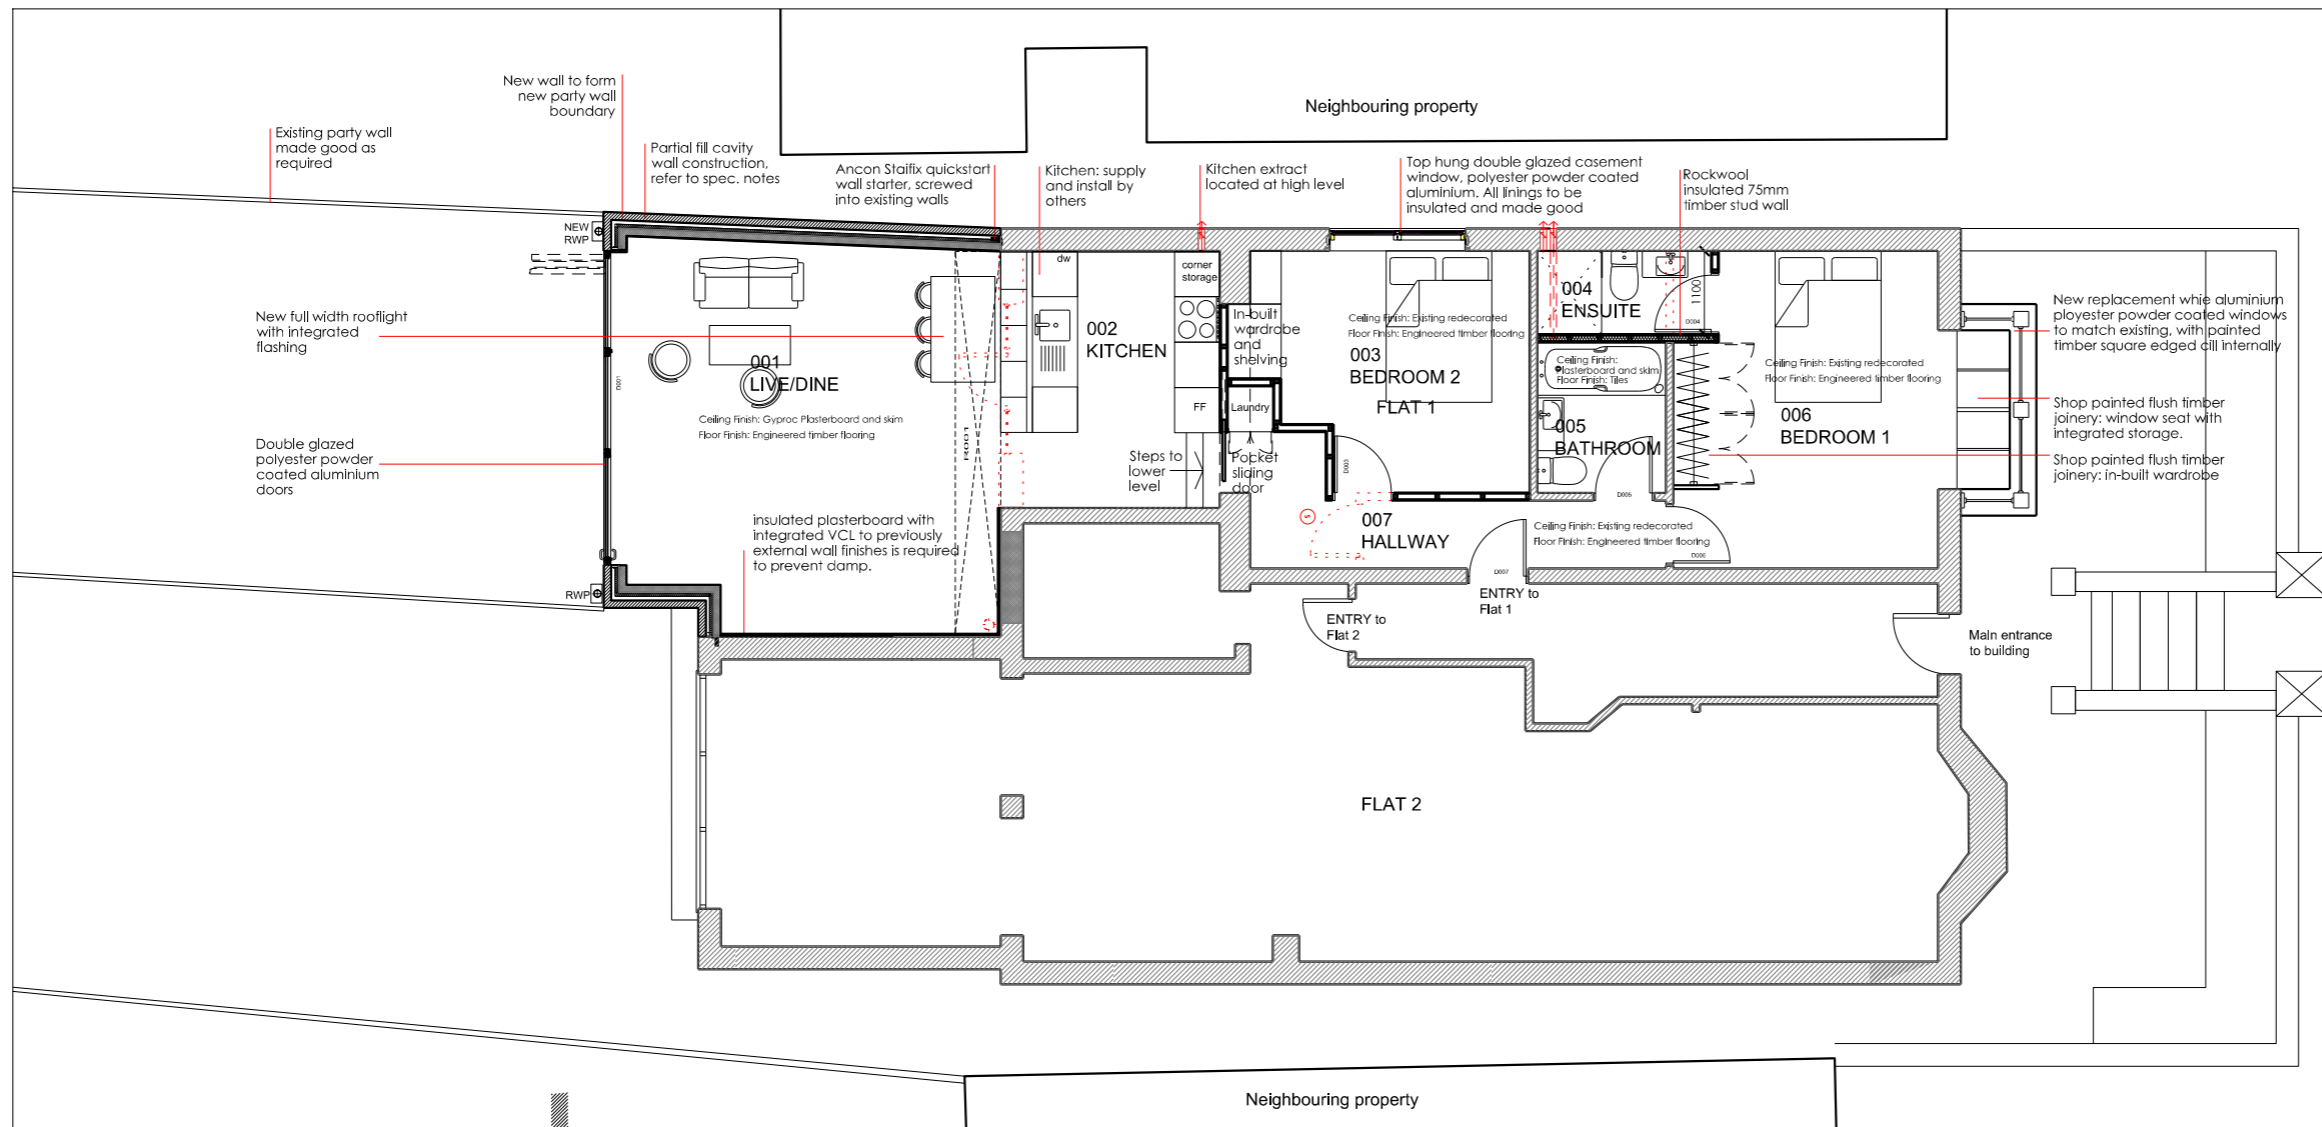 Neighbouring property
New wall to form
new party wall
boundary
Existing party wall
made good as
required
Partial fill cavity
wall construction,
refer to spec. notes
Ancon Staifix quickstart
wall starter, screwed
into existing walls
Kitchen: supply
and install by
others
Kitchen extract
located at high level
Top hung double glazed casement
window, polyester powder coated
aluminium. All linings to be
insulated and made good
Rockwool
insulated 75mm
timber stud wall
NEW
RWP
dw
corner
storage
New full width rooflight
with integrated
flashing
Double glazed
polyester powder
coated aluminium
doors
001
LIVE/DINE
Ceiling Finish: Gyproc Plasterboard and skim
Floor Finish: Engineered timber flooring
D001
002
KITCHEN
FF
Steps to
lower
level
In-built
wardrobe
and
shelving
Laundry
Pocket
sliding
door
Ceiling Finish: Existing redecorated
Floor Finish: Engineered timber flooring
003
BEDROOM 2
FLAT 1
D003
004
ENSUITE
1100
D004
Ceiling Finish:
Plasterboard and skim
Floor Finish: Tiles
005
BATHROOM
D005
Ceiling Finish: Existing redecorated
Floor Finish: Engineered timber flooring
006
BEDROOM 1
New replacement whie aluminium
ployester powder coated windows
to match existing, with painted
timber square edged cill internally
Shop painted flush timber
joinery: window seat with
integrated storage.
Shop painted flush timber
joinery: in-built wardrobe
insulated plasterboard with
integrated VCL to previously
external wall finishes is required
to prevent damp.
S
007
HALLWAY
Ceiling Finish: Existing redecorated
Floor Finish: Engineered timber flooring
D006
D007
RWP
ENTRY to
Flat 1
ENTRY to
Flat 2
Main entrance
to building
FLAT 2
Neighbouring property